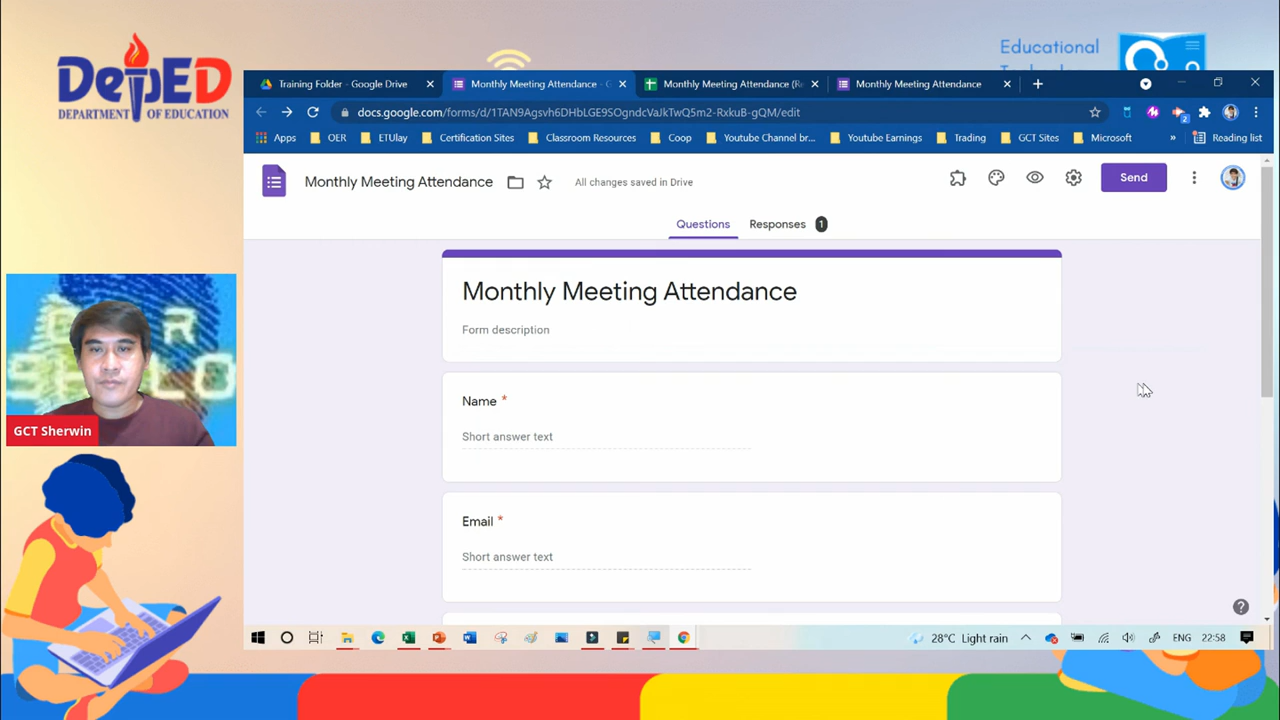 DepED
DEPARTMENT OF EDUCATION
Educational
Training Folder - Google Drive
Monthly Meeting Attendance - G
Monthly Meeting Attendance (Re
Monthly Meeting Attendance
docs.google.com/forms/d/1TAN9Agsvh6DHbLGE9SOgndcVaJkTwQ5m2-RxkuB-gQM/edit
Apps
OER
ETUlay
Certification Sites
Classroom Resources
Coop
Youtube Channel br...
Youtube Earnings
Trading
GCT Sites
Microsoft
»
Reading list
Monthly Meeting Attendance
All changes saved in Drive
Send
Questions
Responses 1
Monthly Meeting Attendance
Form description
Name *
Short answer text
Email *
Short answer text
GCT Sherwin
28°C Light rain
ENG
22:58